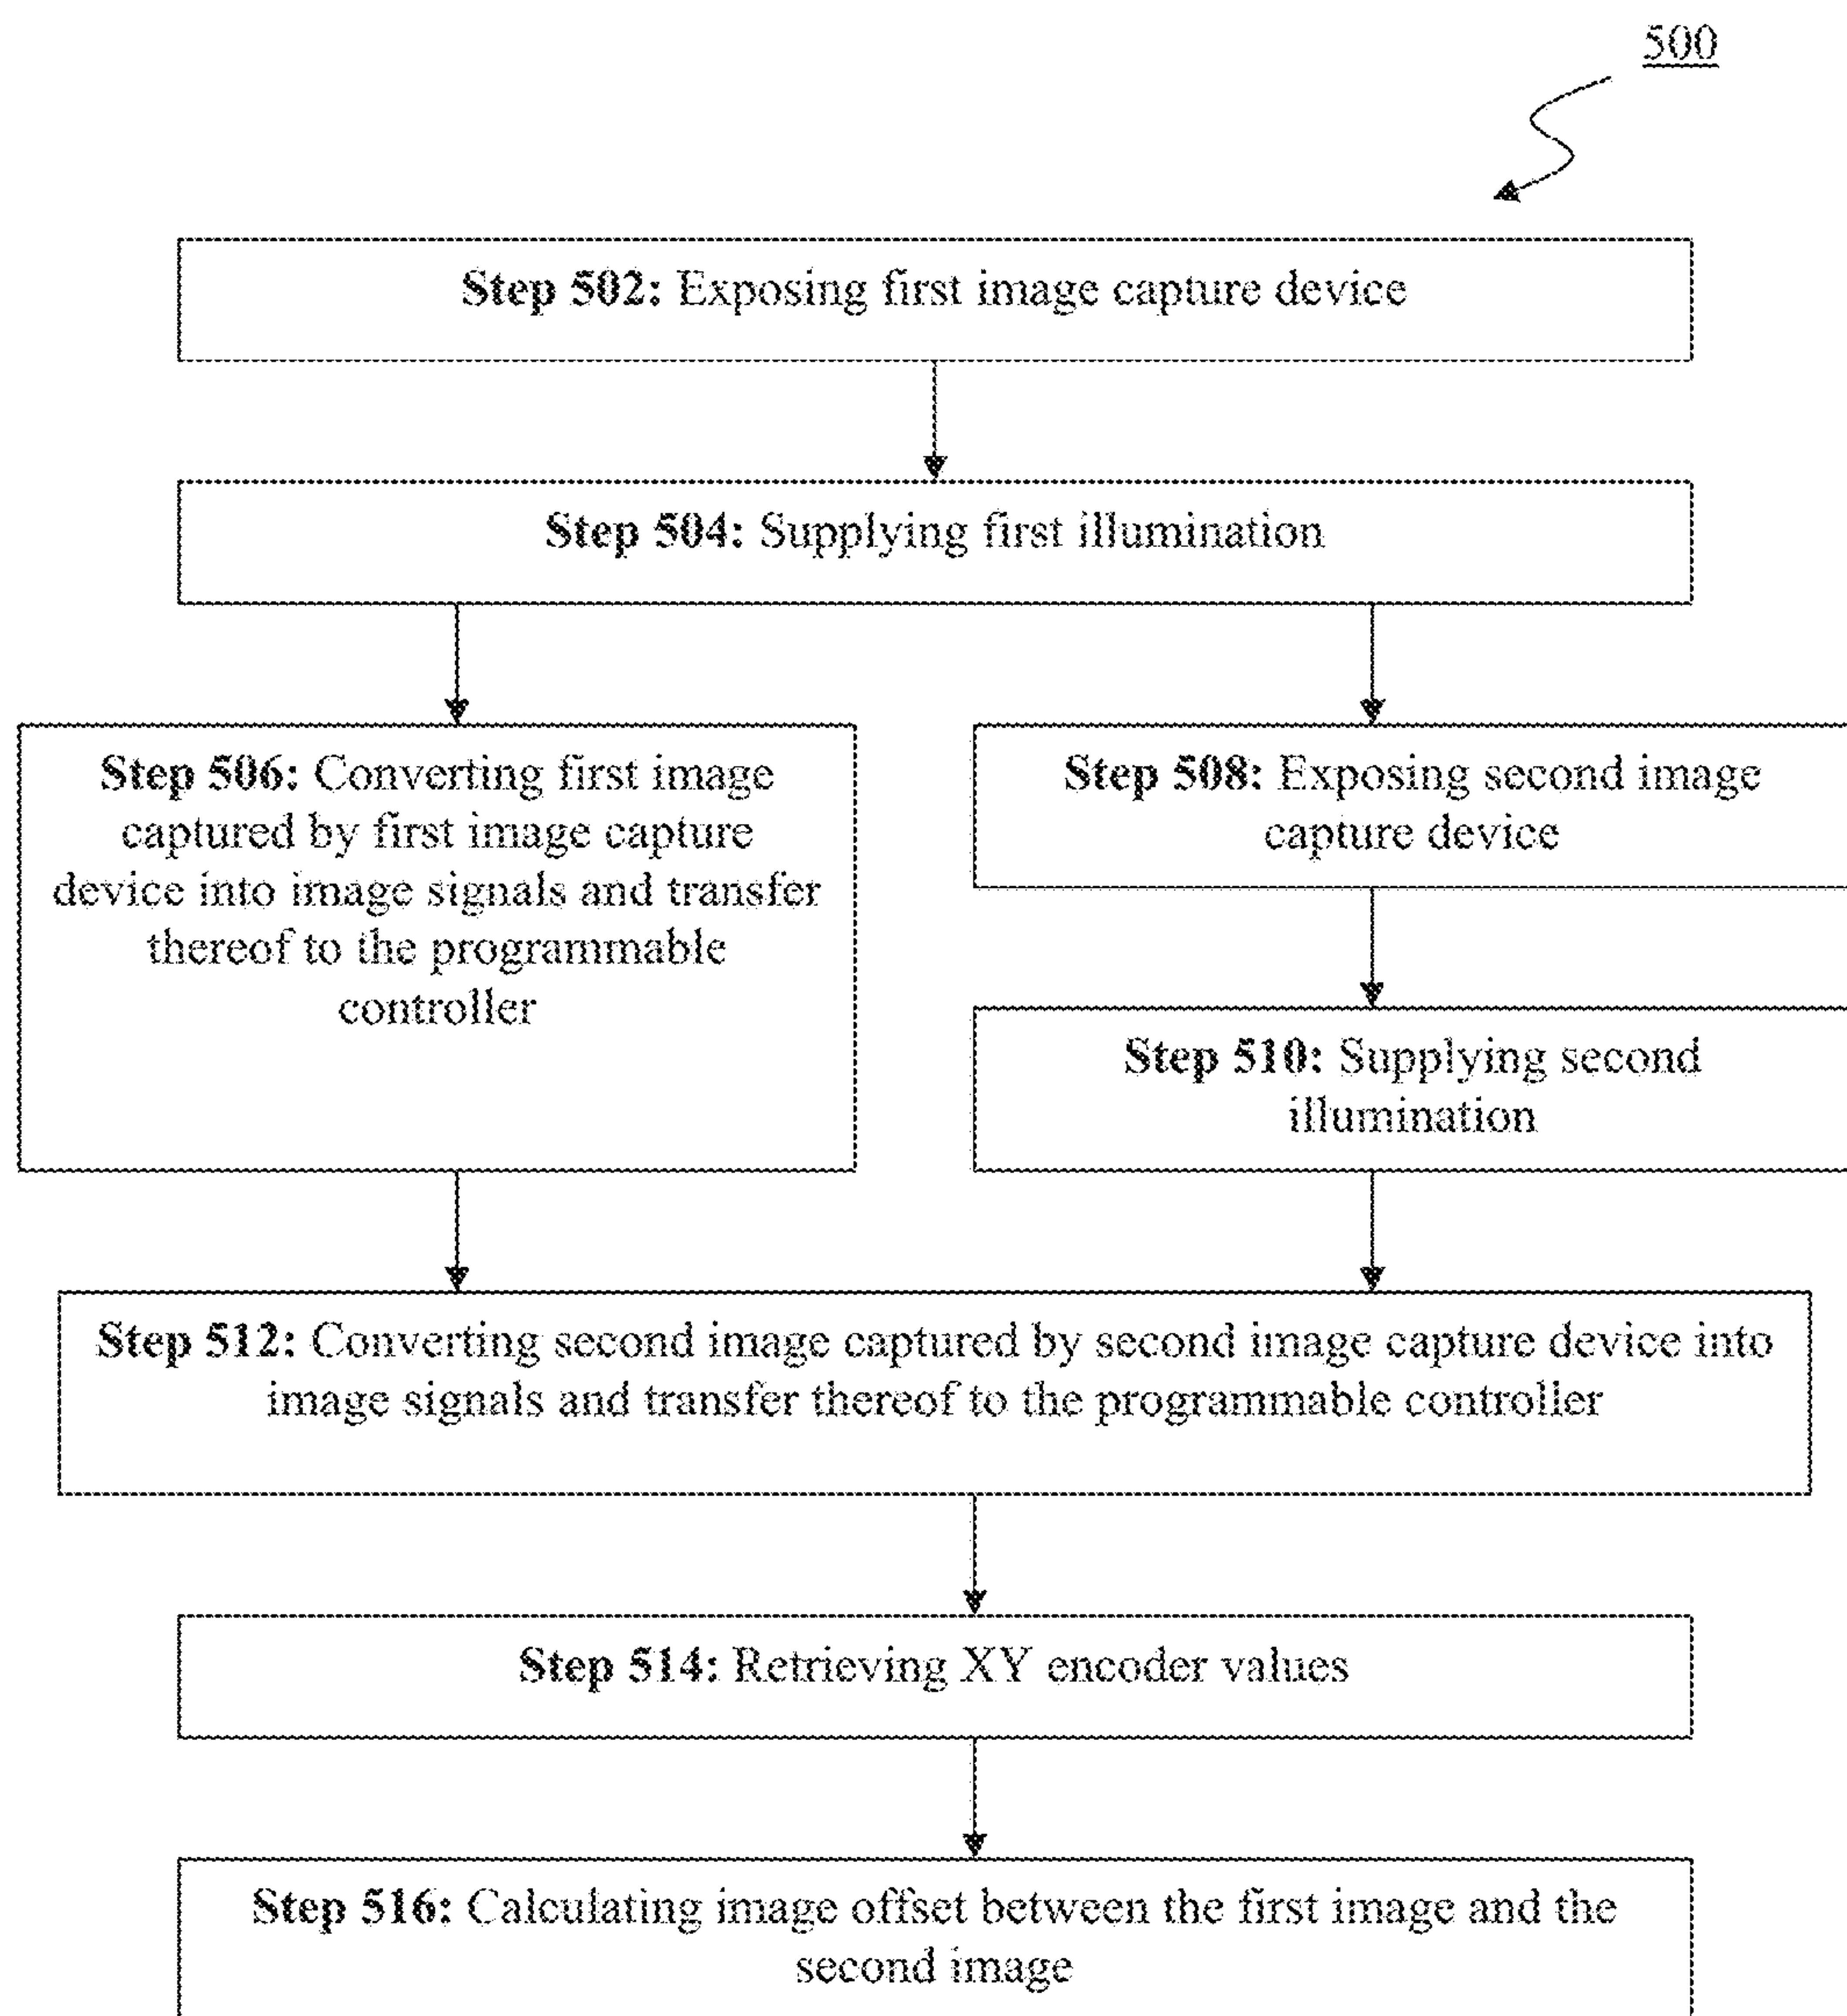 500
Step 502: Exposing first image capture device
Step 504: Supplying first illumination
Step 506: Converting first image
captured by first image capture
device into image signals and transfer
thereof to the programmable
controller
Step 508: Exposing second image
capture device
Step 510: Supplying second
illumination
Step 512: Converting second image captured by second image capture device into
image signals and transfer thereof to the programmable controller
Step 514: Retrieving XY encoder values
Step 516: Calculating image offset between the first image and the
second image